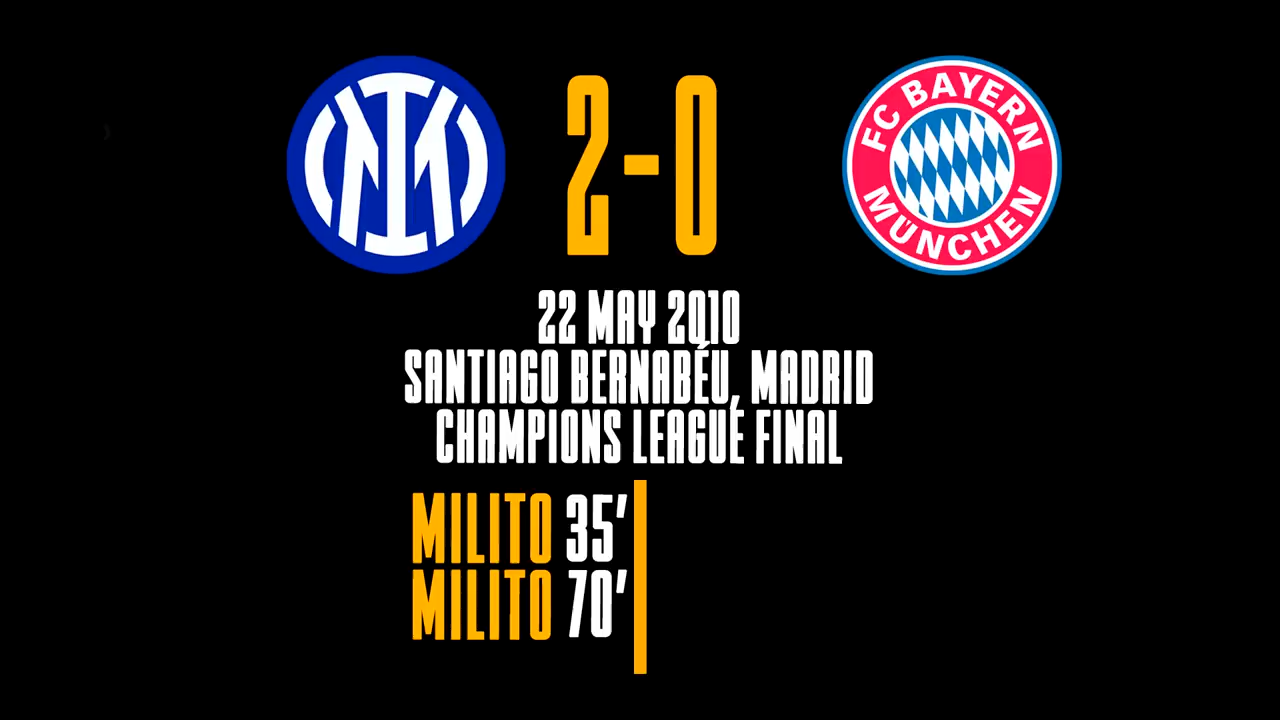 2-0
FC BAYERN
MÜNCHEN
22 MAY 2010
SANTIAGO BERNABÉU, MADRID
CHAMPIONS LEAGUE FINAL
MILITO 35'
MILITO 70'